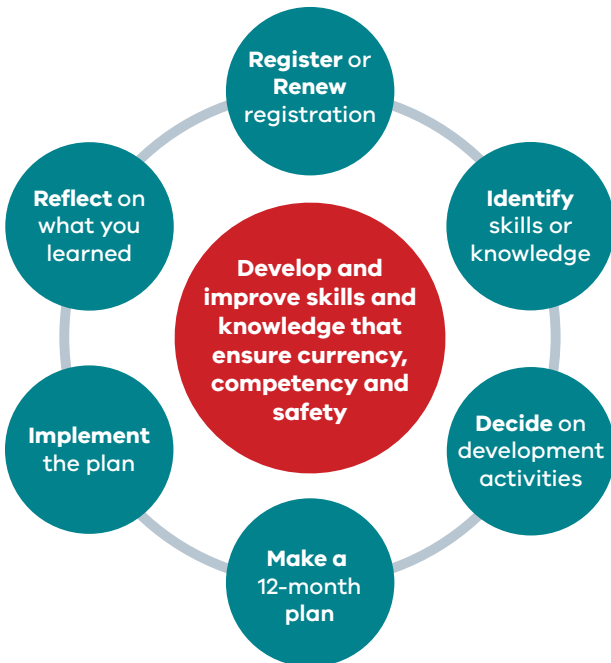 Register or
Renew
registration
Identify
skills or
knowledge
Decide on
development
activities
Make a
12-month
plan
Implement
the plan
Reflect on
what you
learned
Develop and
improve skills and
knowledge that
ensure currency,
competency and
safety